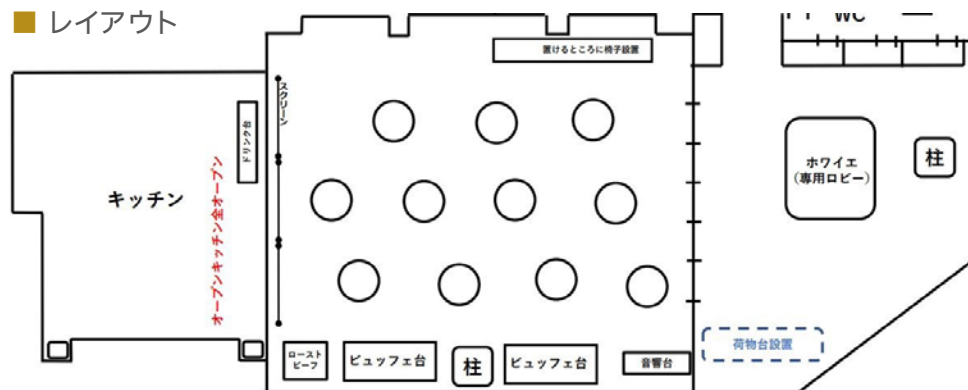 ■ レイアウト
WC
置けるところに椅子設置
スクリーン
ドリンク台
キッチン
オープンキッチン全オープン
ホワイエ
(専用ロビー)
柱
荷物台設置
ロースト
ビーフ
ビュッフェ台
柱
ビュッフェ台
音響台